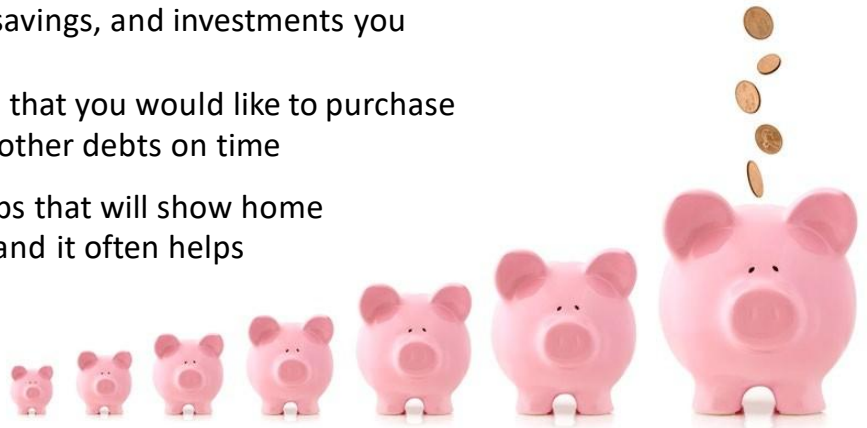 savings, and investments you
that you would like to purchase
other debts on time
that will show home
and it often helps